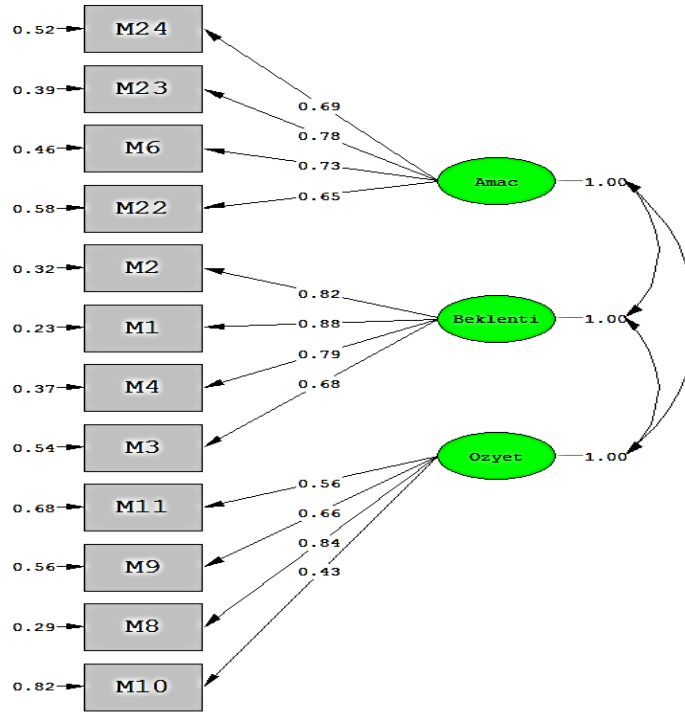 0.52 M24
0.69
0.39 M23
0.78
0.46 M6
0.73
Amac 1.00
0.58 M22
0.65
0.32 M2
0.82
0.23 M1
0.88
Beklenti 1.00
0.79
0.37 M4
0.68
0.54 M3
Ozyet 1.00
0.56
0.68 M11
0.66
0.84
0.56 M9
0.43
0.29 M8
0.82 M10